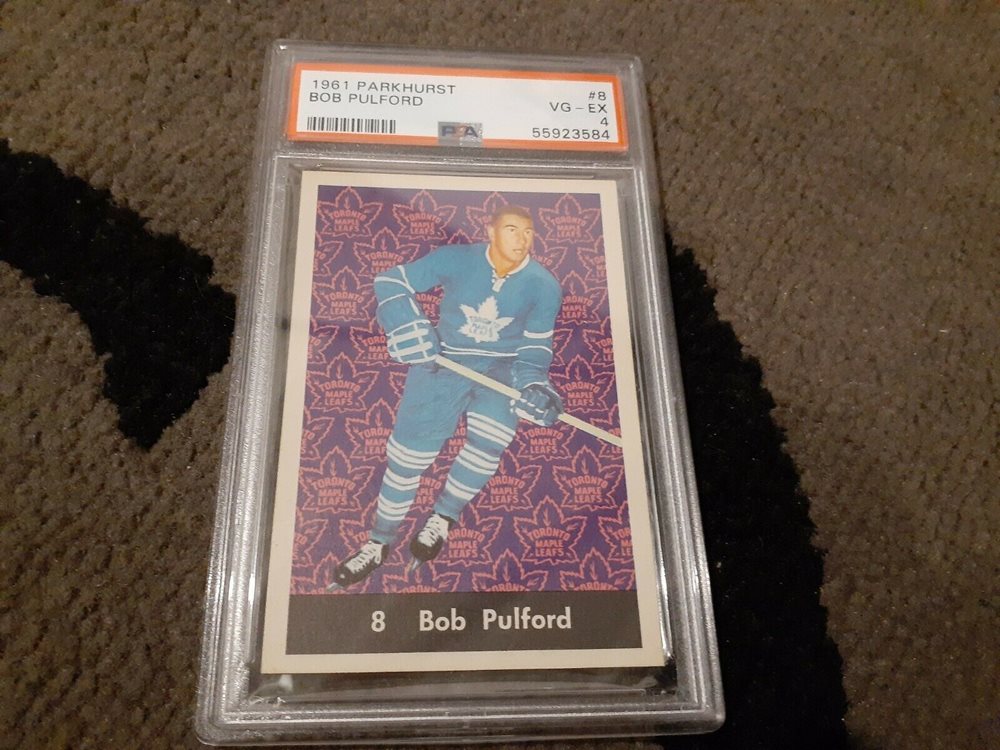 1961 PARKHURST
BOB PULFORD
#8
VG - EX
4
55923584
PSA
TORONTO
MAPLE
LEAFS
8 Bob Pulford